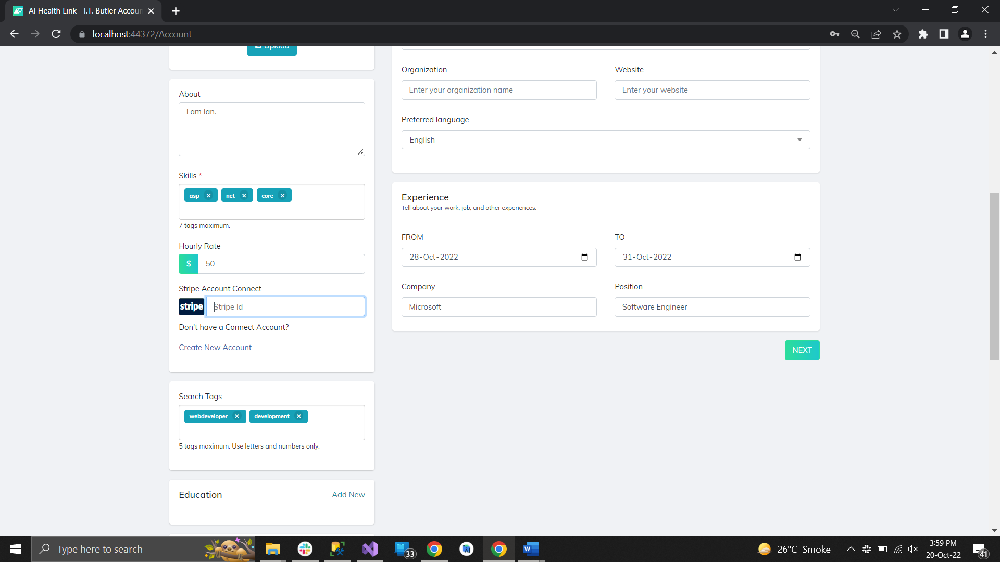 AI Health Link - I.T. Butler Accoun
localhost:44372/Account
Upload
About
I am Ian.
Skills *
asp
net
core
7 tags maximum.
Hourly Rate
$ 50
Stripe Account Connect
stripe Stripe Id
Don't have a Connect Account?
Create New Account
Search Tags
webdeveloper
development
5 tags maximum. Use letters and numbers only.
Education Add New
Organization
Enter your organization name
Website
Enter your website
Preferred language
English
Experience
Tell about your work, job, and other experiences.
FROM
28-Oct-2022
TO
31-Oct-2022
Company
Microsoft
Position
Software Engineer
NEXT
Type here to search
33
26°C Smoke
3:59 PM
20-Oct-22
41